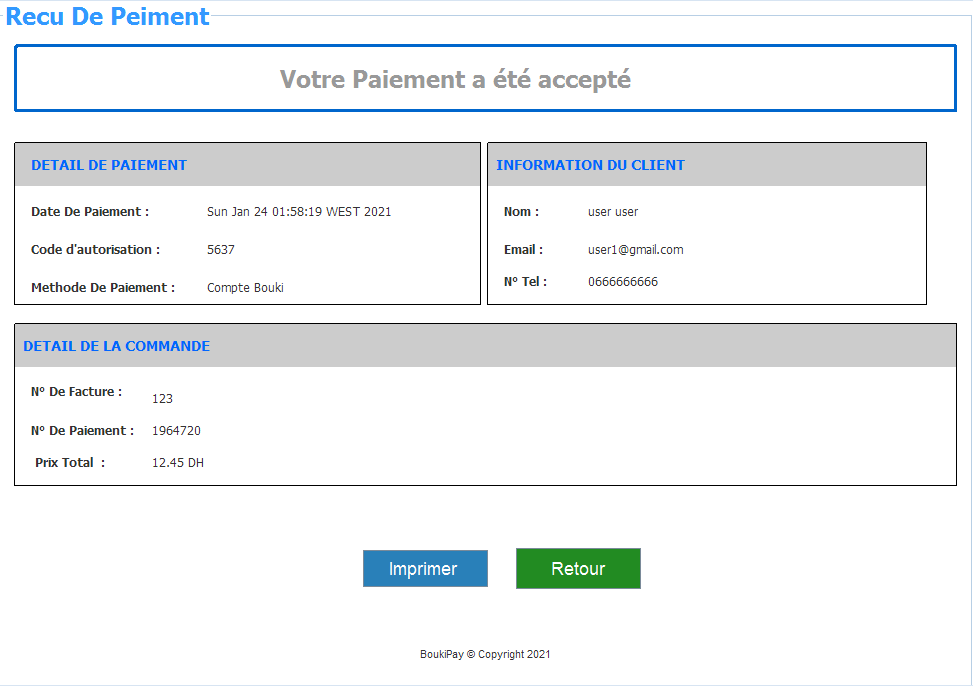 Recu De Peiment
Votre Paiement a été accepté
DETAIL DE PAIEMENT
Date De Paiement : Sun Jan 24 01:58:19 WEST 2021
Code d'autorisation : 5637
Methode De Paiement : Compte Bouki
INFORMATION DU CLIENT
Nom : user user
Email : user1@gmail.com
N° Tel : 0666666666
DETAIL DE LA COMMANDE
N° De Facture : 123
N° De Paiement : 1964720
Prix Total : 12.45 DH
Imprimer Retour
BoukiPay © Copyright 2021